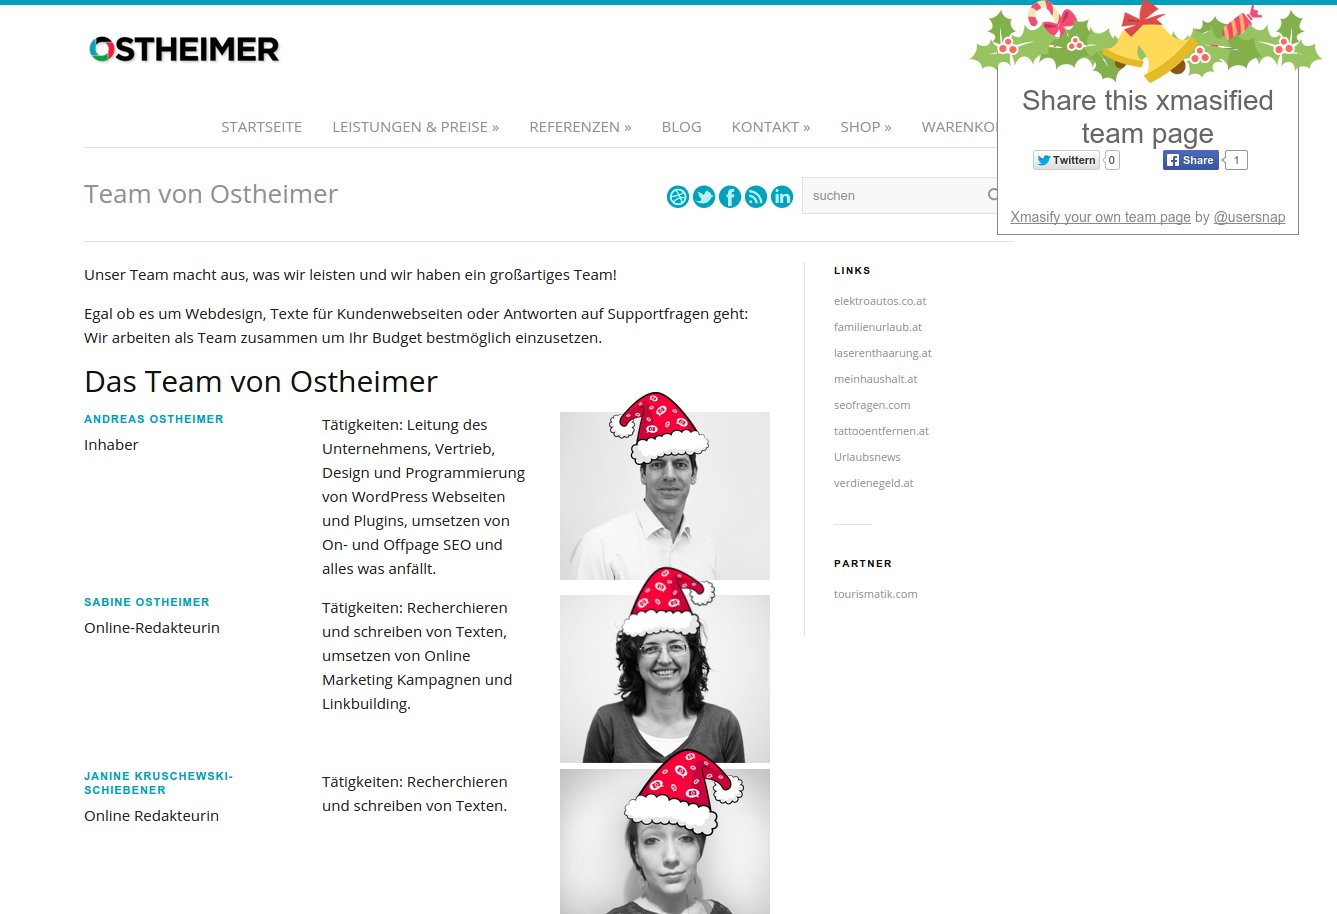 OSTHEIMER
Share this xmasified
team page
Twittern 0 Share 1
Xmasify your own team page by @usersnap
STARTSEITE LEISTUNGEN & PREISE » REFERENZEN » BLOG KONTAKT » SHOP » WARENKO
Team von Ostheimer
suchen
Unser Team macht aus, was wir leisten und wir haben ein großartiges Team!
Egal ob es um Webdesign, Texte für Kundenwebseiten oder Antworten auf Supportfragen geht:
Wir arbeiten als Team zusammen um Ihr Budget bestmöglich einzusetzen.
Das Team von Ostheimer
ANDREAS OSTHEIMER
Inhaber
Tätigkeiten: Leitung des
Unternehmens, Vertrieb,
Design und Programmierung
von WordPress Webseiten
und Plugins, umsetzen von
On- und Offpage SEO und
alles was anfällt.
SABINE OSTHEIMER
Online-Redakteurin
Tätigkeiten: Recherchieren
und schreiben von Texten,
umsetzen von Online
Marketing Kampagnen und
Linkbuilding.
JANINE KRUSCHEWSKI-
SCHIEBENER
Online Redakteurin
Tätigkeiten: Recherchieren
und schreiben von Texten.
LINKS
elektroautos.co.at
familienurlaub.at
laserenthaarung.at
meinhaushalt.at
seofragen.com
tattooentfernen.at
Urlaubsnews
verdienegeld.at
PARTNER
tourismatik.com